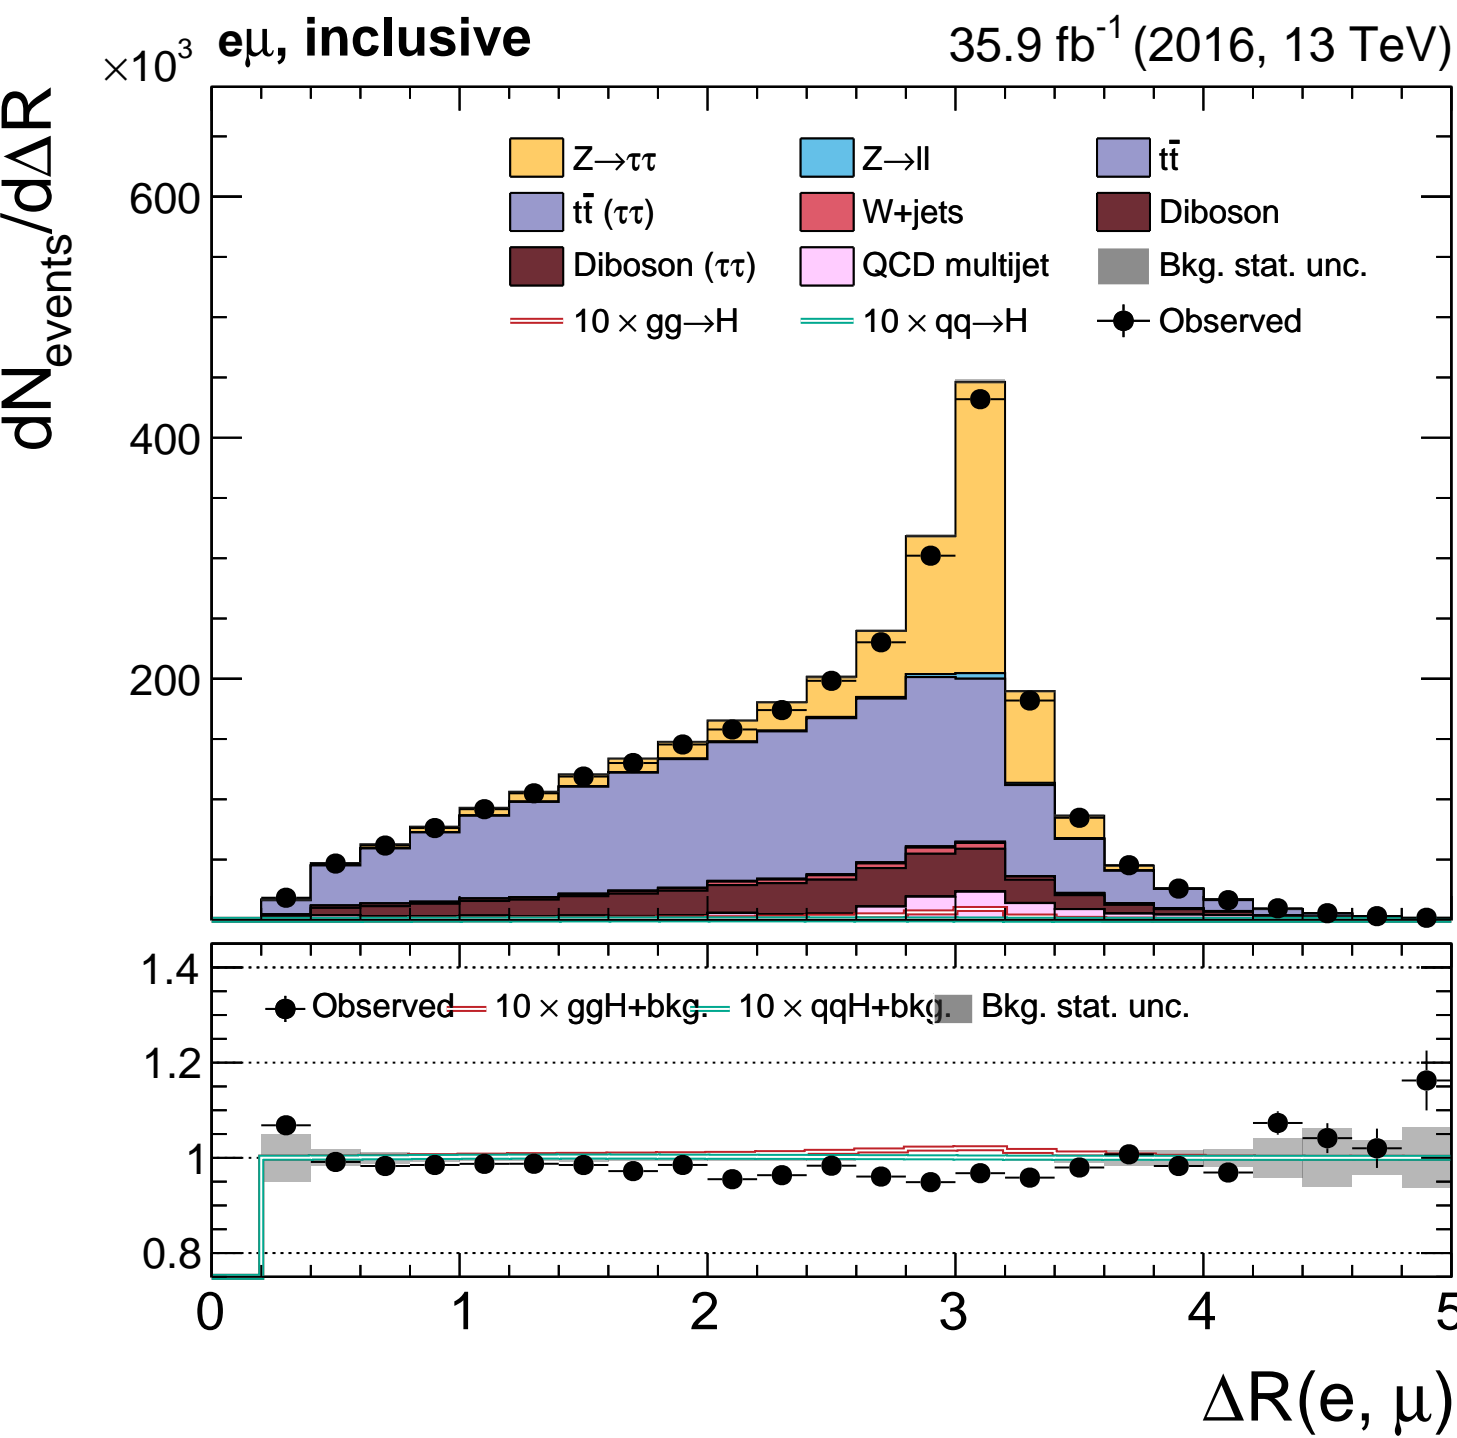 ×10³ eμ, inclusive 35.9 fb⁻¹ (2016, 13 TeV)
dN_events/dΔR
Z→ττ Z→ll tt̄
tt̄ (ττ) W+jets Diboson
Diboson (ττ) QCD multijet Bkg. stat. unc.
10 × gg→H 10 × qq→H Observed
600
400
200
1.4
Observed 10 × ggH+bkg. 10 × qqH+bkg. Bkg. stat. unc.
1.2
1
0.8
0 1 2 3 4 5
ΔR(e, μ)